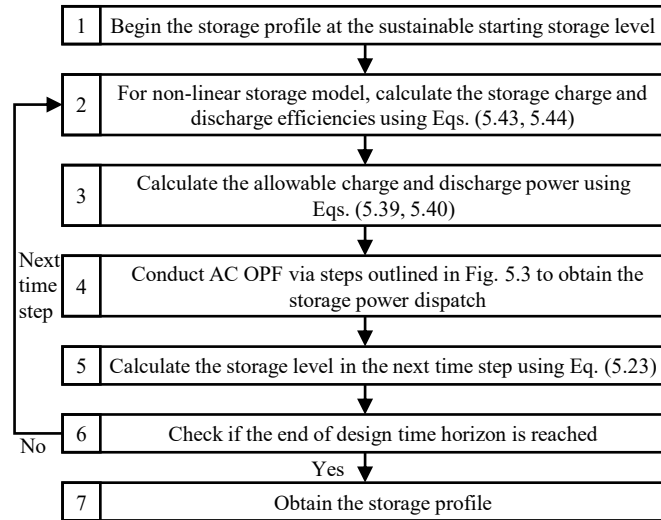 1 Begin the storage profile at the sustainable starting storage level
2 For non-linear storage model, calculate the storage charge and
discharge efficiencies using Eqs. (5.43, 5.44)
3 Calculate the allowable charge and discharge power using
Eqs. (5.39, 5.40)
Next
time
step
4 Conduct AC OPF via steps outlined in Fig. 5.3 to obtain the
storage power dispatch
5 Calculate the storage level in the next time step using Eq. (5.23)
6 Check if the end of design time horizon is reached
No
Yes
7 Obtain the storage profile